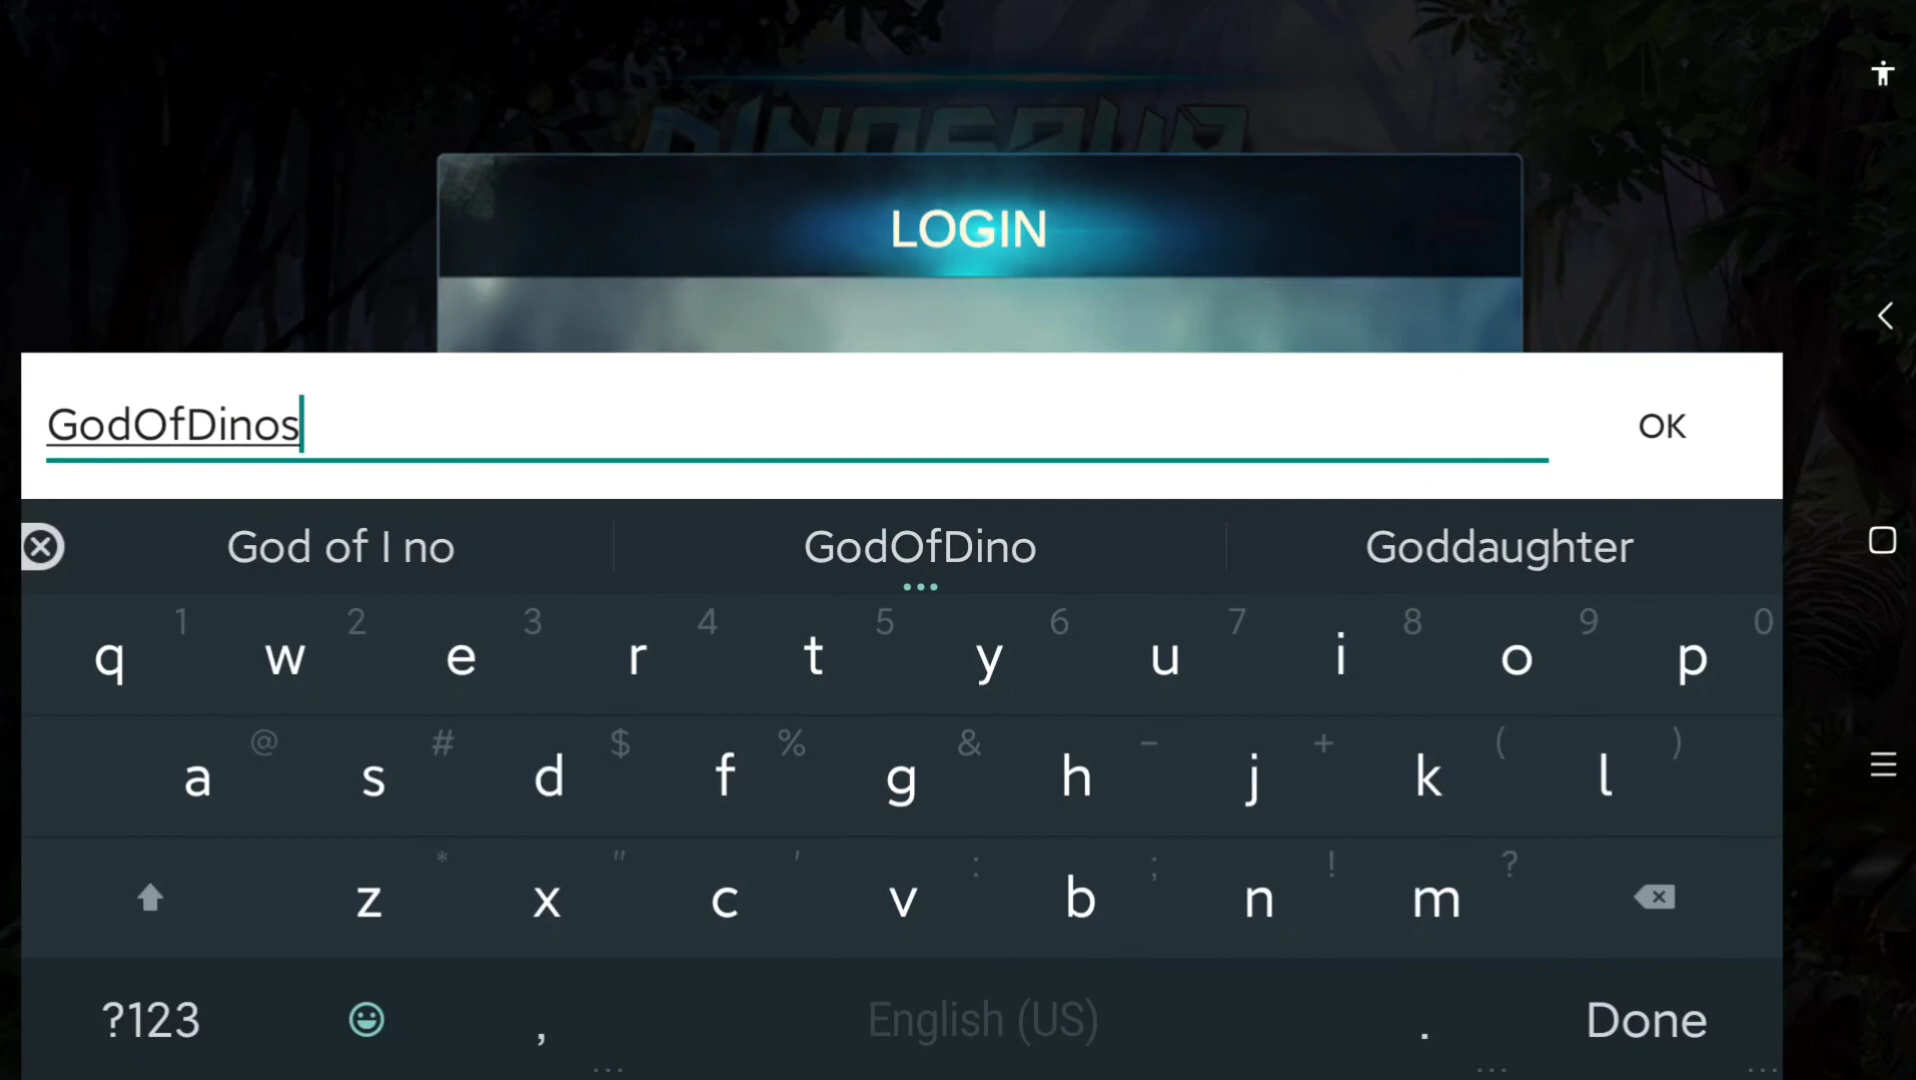 DINOSAUR
LOGIN
GodOfDinos
OK
God of I no GodOfDino Goddaughter
1 2 3 4 5 6 7 8 9 0
q w e r t y u i o p
@ # $ % & - + ( )
a s d f g h j k l
* " ' : ; ! ?
z x c v b n m
?123 , English (US) . Done